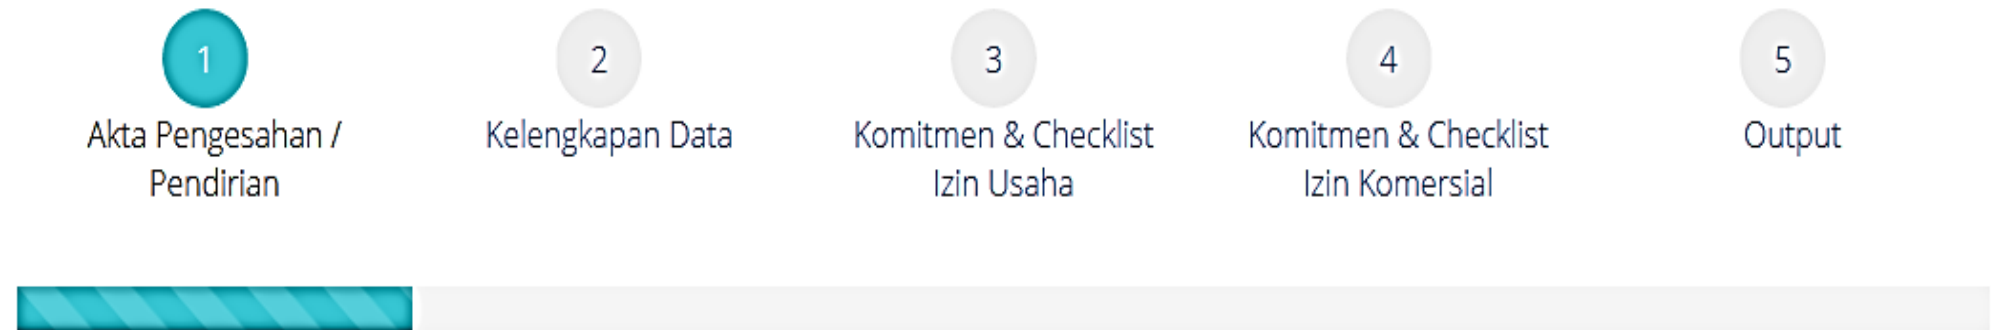 1
Akta Pengesahan /
Pendirian
2
Kelengkapan Data
3
Komitmen & Checklist
Izin Usaha
4
Komitmen & Checklist
Izin Komersial
5
Output